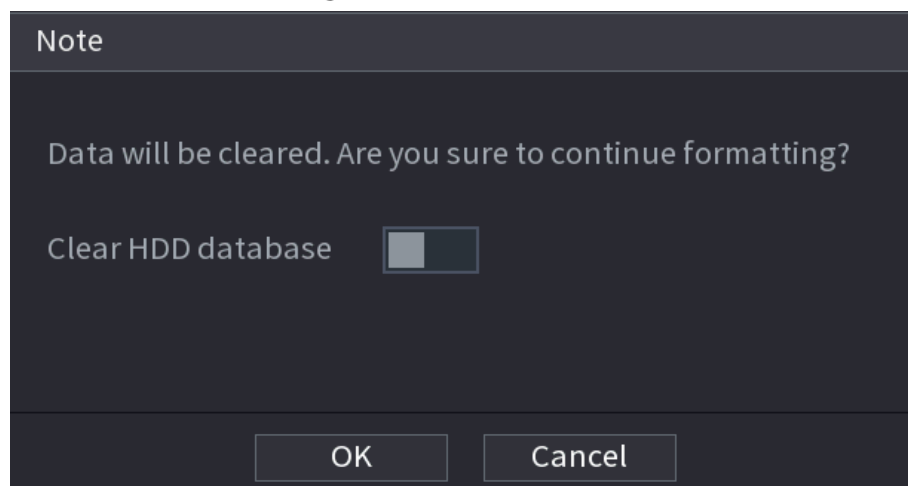 Note
Data will be cleared. Are you sure to continue formatting?
Clear HDD database
OK
Cancel